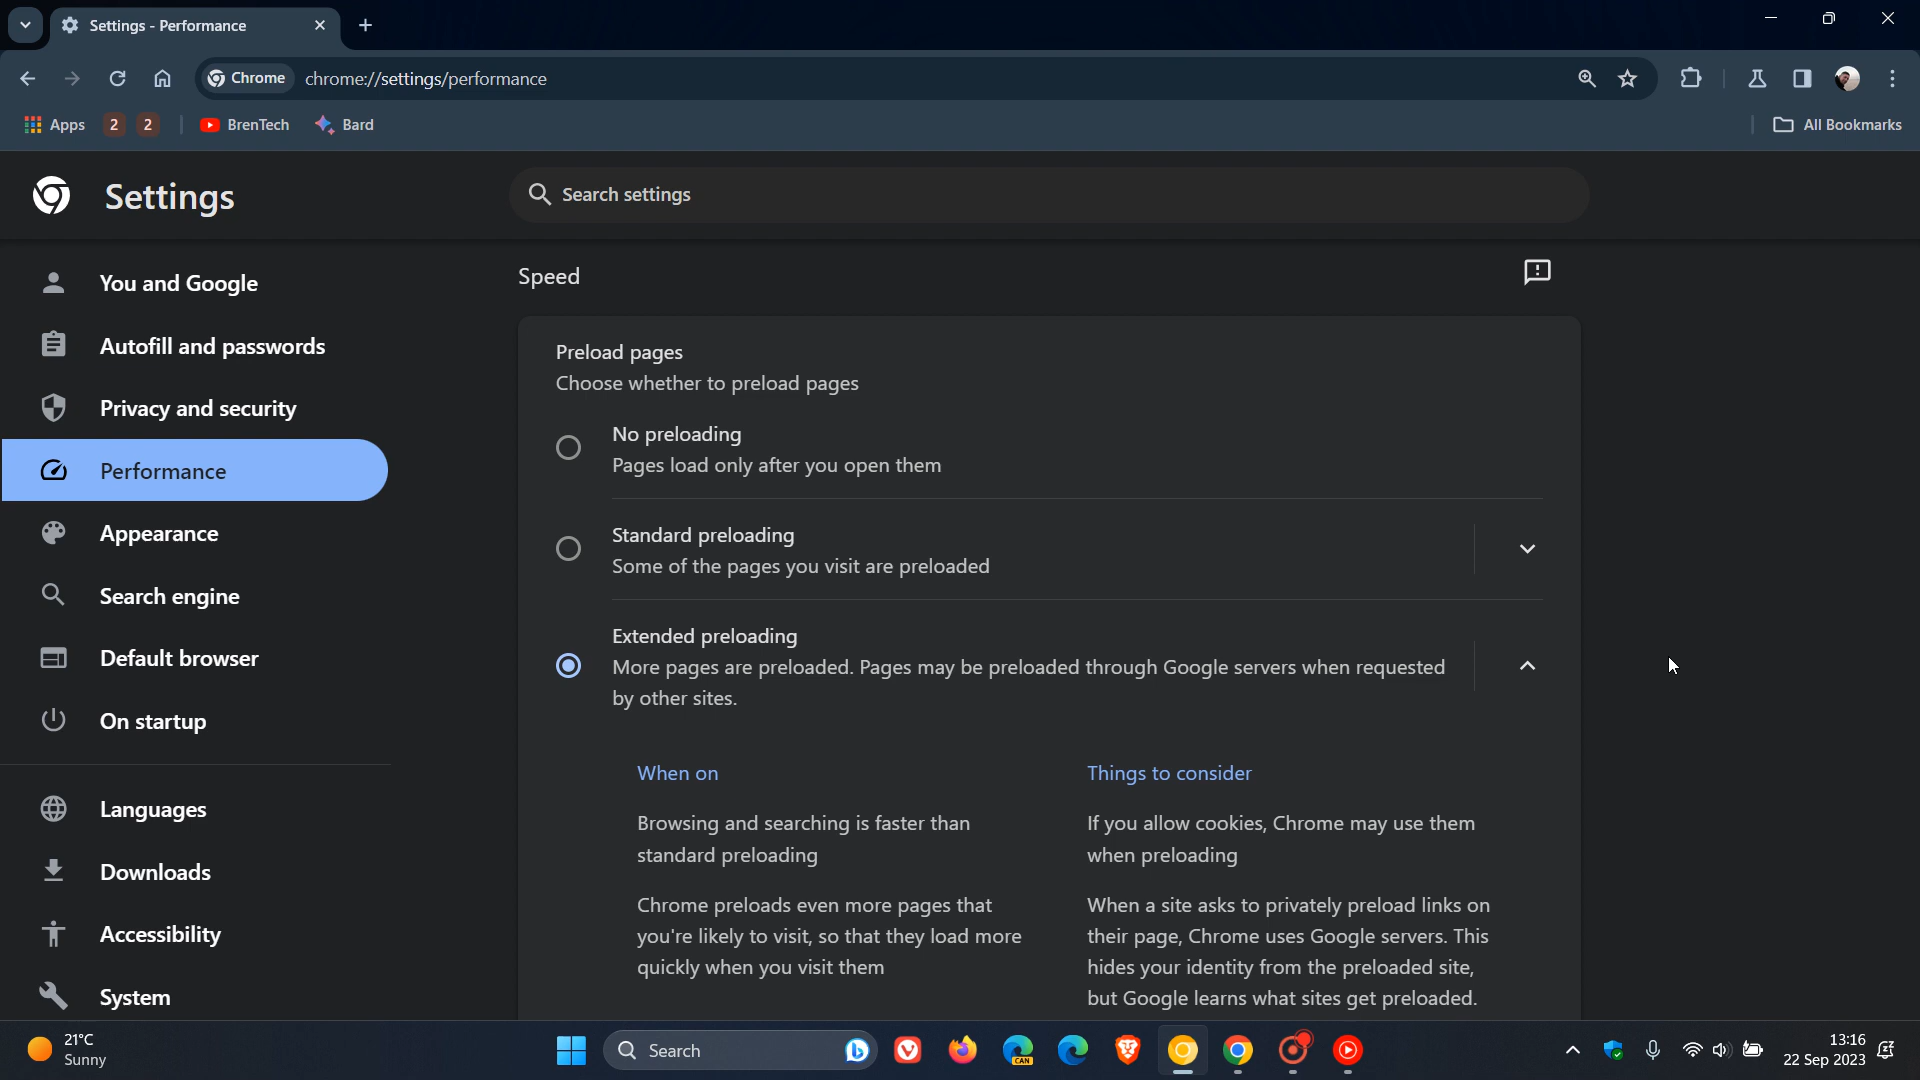 Settings - Performance
Chrome
chrome://settings/performance
Apps
2
2
BrenTech
Bard
All Bookmarks
Settings
Search settings
You and Google
Autofill and passwords
Privacy and security
Performance
Appearance
Search engine
Default browser
On startup
Languages
Downloads
Accessibility
System
Speed
Preload pages
Choose whether to preload pages
No preloading
Pages load only after you open them
Standard preloading
Some of the pages you visit are preloaded
Extended preloading
More pages are preloaded. Pages may be preloaded through Google servers when requested
by other sites.
When on
Browsing and searching is faster than
standard preloading
Chrome preloads even more pages that
you're likely to visit, so that they load more
quickly when you visit them
Things to consider
If you allow cookies, Chrome may use them
when preloading
When a site asks to privately preload links on
their page, Chrome uses Google servers. This
hides your identity from the preloaded site,
but Google learns what sites get preloaded.
21°C
Sunny
Search
CAN
13:16
22 Sep 2023